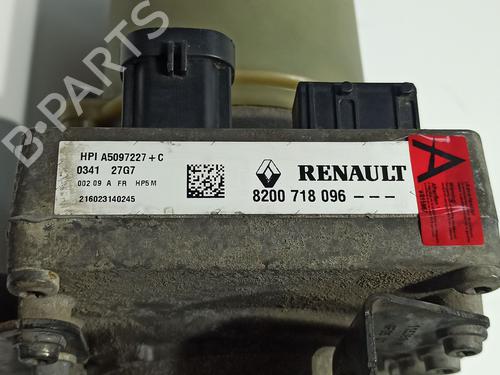 HPI A5097227+C
0341 27G7
002 09 A FR HP5M
216023140245
RENAULT
8200 718 096 ---
A
B-PARTS